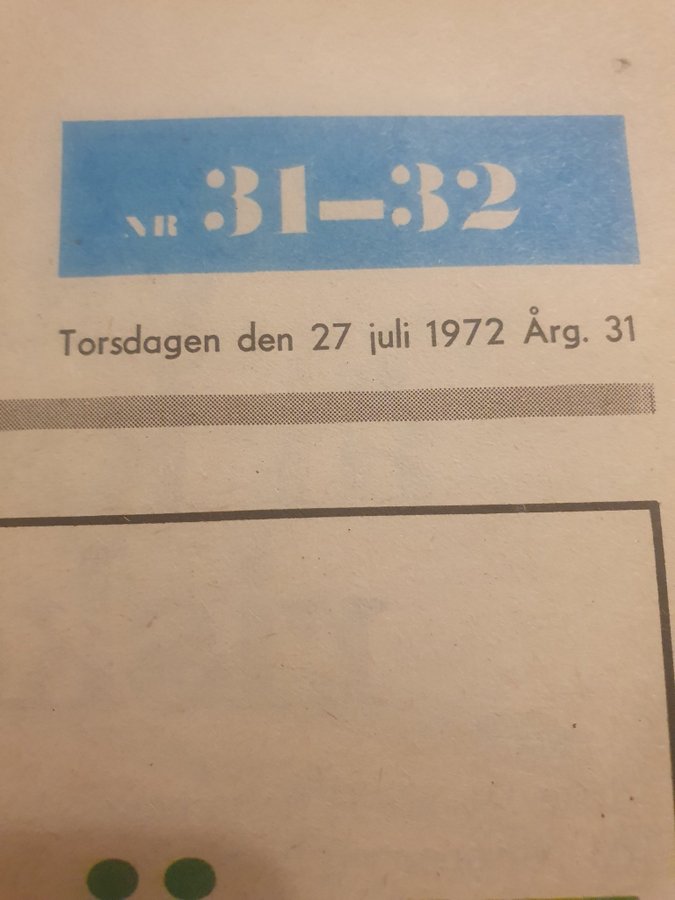 NR 31–32
Torsdagen den 27 juli 1972 Årg. 31